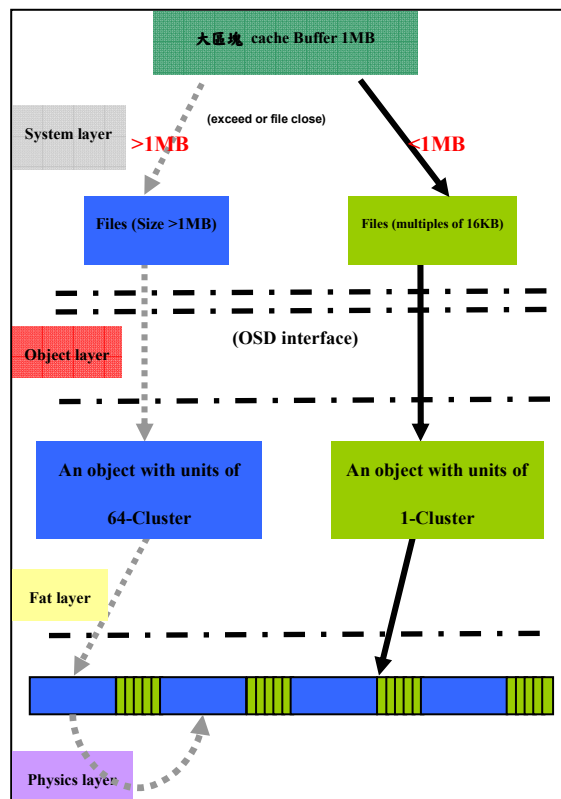 大區塊 cache Buffer 1MB
(exceed or file close)
System layer
>1MB
<1MB
Files (Size >1MB)
Files (multiples of 16KB)
(OSD interface)
Object layer
An object with units of
64-Cluster
An object with units of
1-Cluster
Fat layer
Physics layer